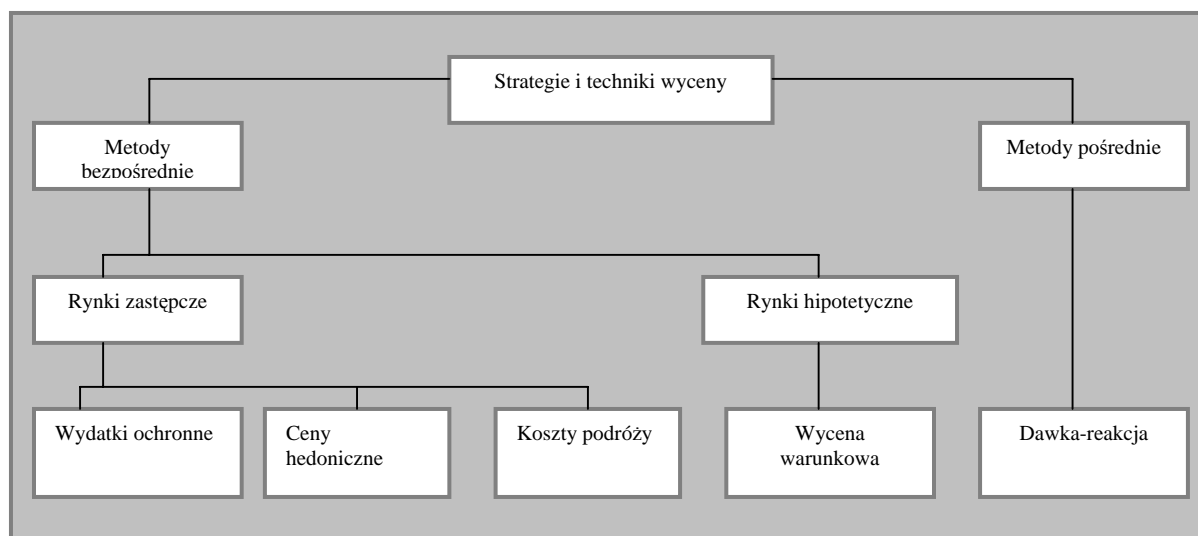 Strategie i techniki wyceny
Metody
bezpośrednie
Metody pośrednie
Rynki zastępcze
Rynki hipotetyczne
Wydatki ochronne
Ceny
hedoniczne
Koszty podróży
Wycena
warunkowa
Dawka-reakcja